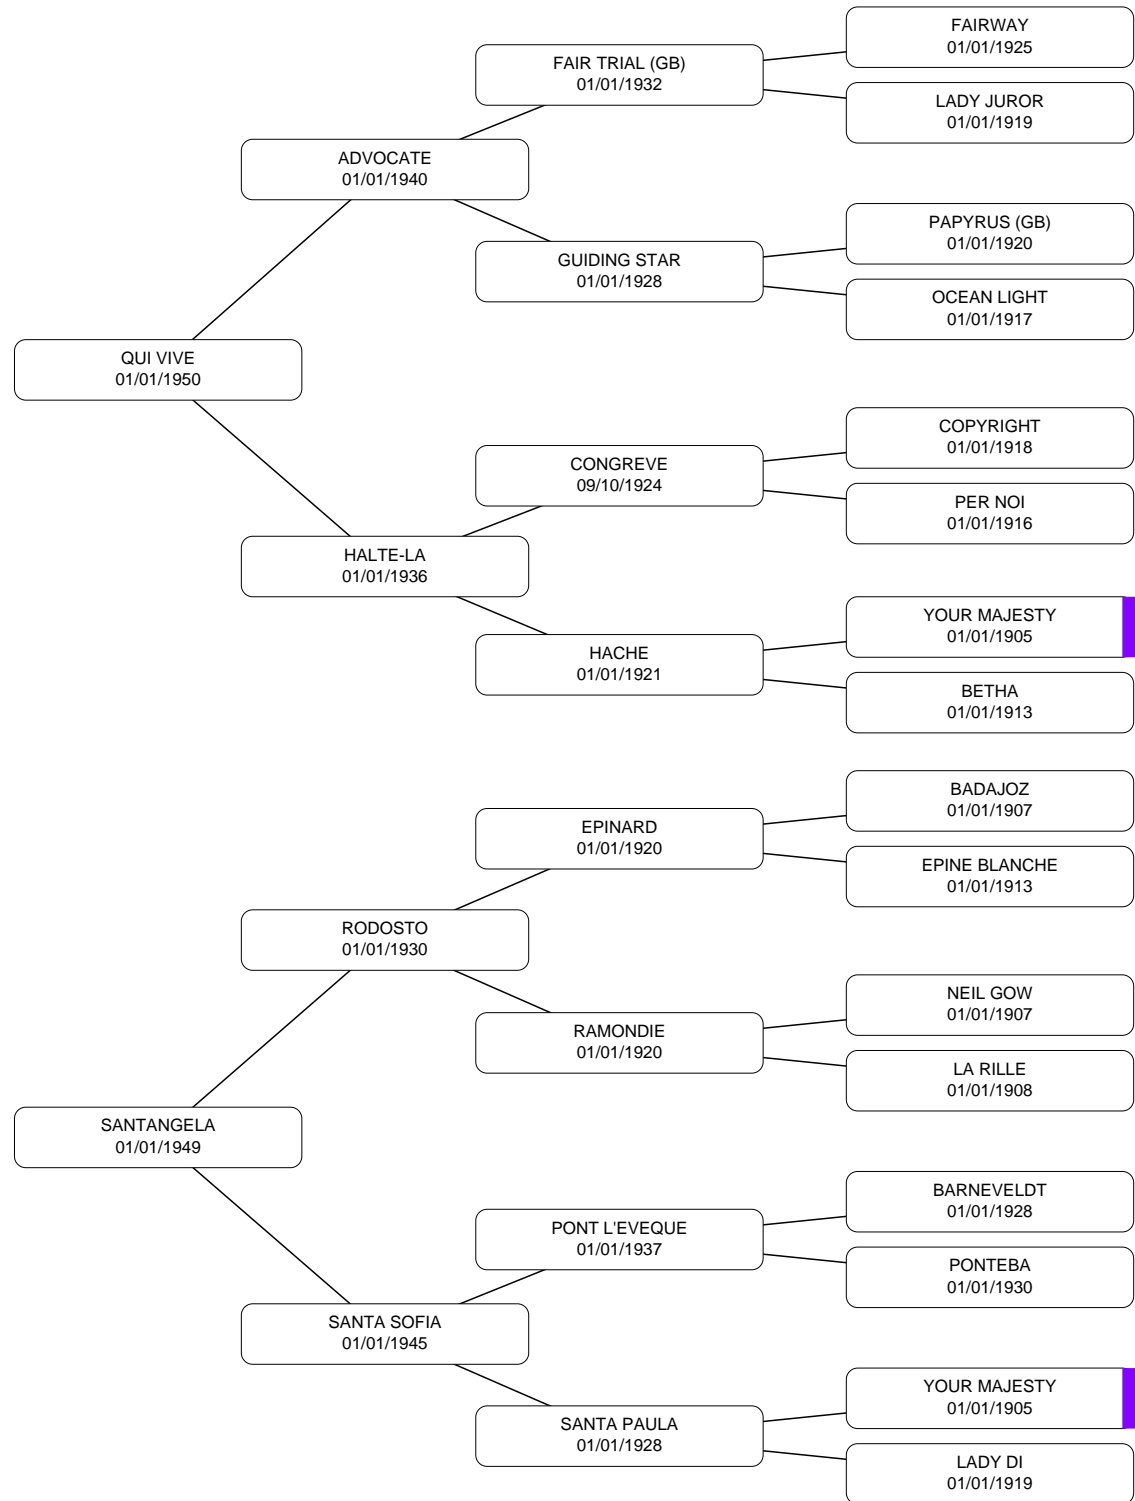 FAIRWAY
01/01/1925
FAIR TRIAL (GB)
01/01/1932
LADY JUROR
01/01/1919
ADVOCATE
01/01/1940
PAPYRUS (GB)
01/01/1920
GUIDING STAR
01/01/1928
OCEAN LIGHT
01/01/1917
QUI VIVE
01/01/1950
COPYRIGHT
01/01/1918
CONGREVE
09/10/1924
PER NOI
01/01/1916
HALTE-LA
01/01/1936
YOUR MAJESTY
01/01/1905
HACHE
01/01/1921
BETHA
01/01/1913
BADAJOZ
01/01/1907
EPINARD
01/01/1920
EPINE BLANCHE
01/01/1913
RODOSTO
01/01/1930
NEIL GOW
01/01/1907
RAMONDIE
01/01/1920
LA RILLE
01/01/1908
SANTANGELA
01/01/1949
BARNEVELDT
01/01/1928
PONT L'EVEQUE
01/01/1937
PONTEBA
01/01/1930
SANTA SOFIA
01/01/1945
YOUR MAJESTY
01/01/1905
SANTA PAULA
01/01/1928
LADY DI
01/01/1919